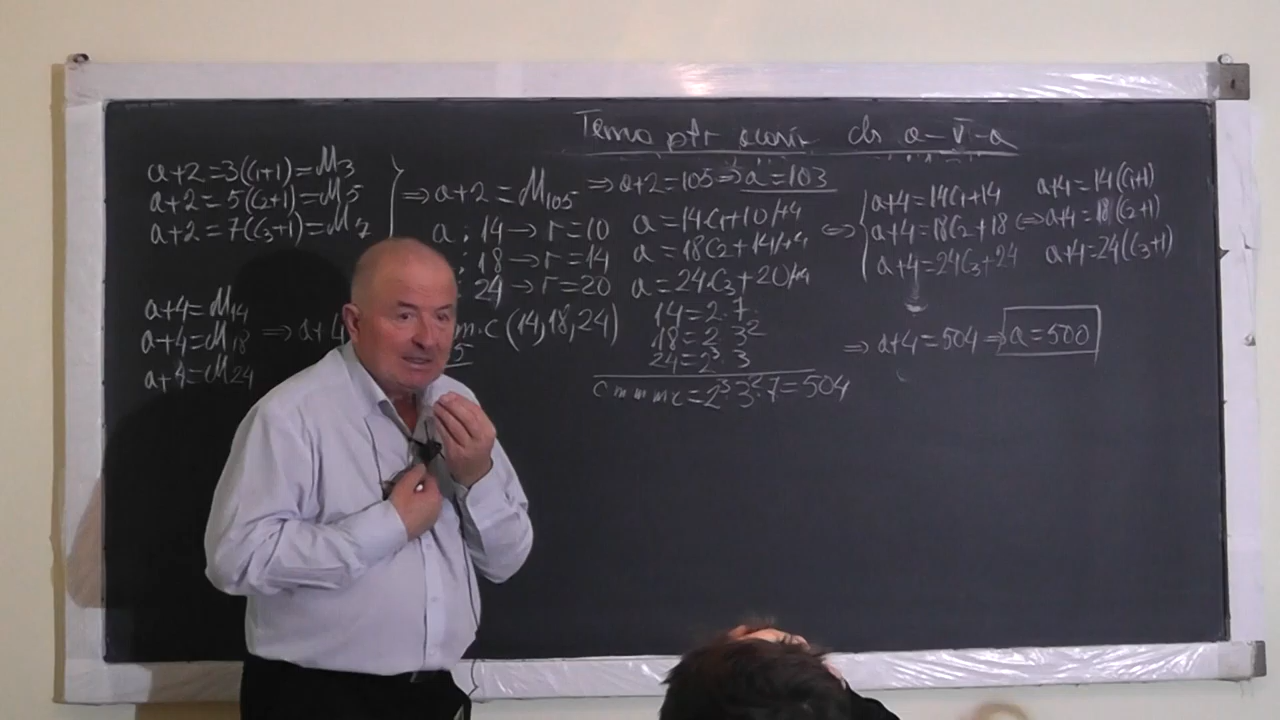 Tema ptr acasă cls a-V-a
a+2=3(C1+1)=M3
a+2=5(C2+1)=M5
a+2=7(C3+1)=M7
⇒a+2=M105 ⇒a+2=105⇒a=103
a:14→r=10 a=14C1+10/+4
:18→r=14 a=18C2+14/+4
24→r=20 a=24C3+20/+4
⇔ a+4=14C1+14
a+4=18C2+18
a+4=24C3+24
⇔ a+4=14(C1+1)
a+4=18(C2+1)
a+4=24(C3+1)
a+4=M14
a+4=M18
a+4=M24
⇒a+4 m.c(14,18,24)
14=2·7
18=2·3²
24=2³·3
cmmmc=2³·3²·7=504
⇒a+4=504⇒a=500